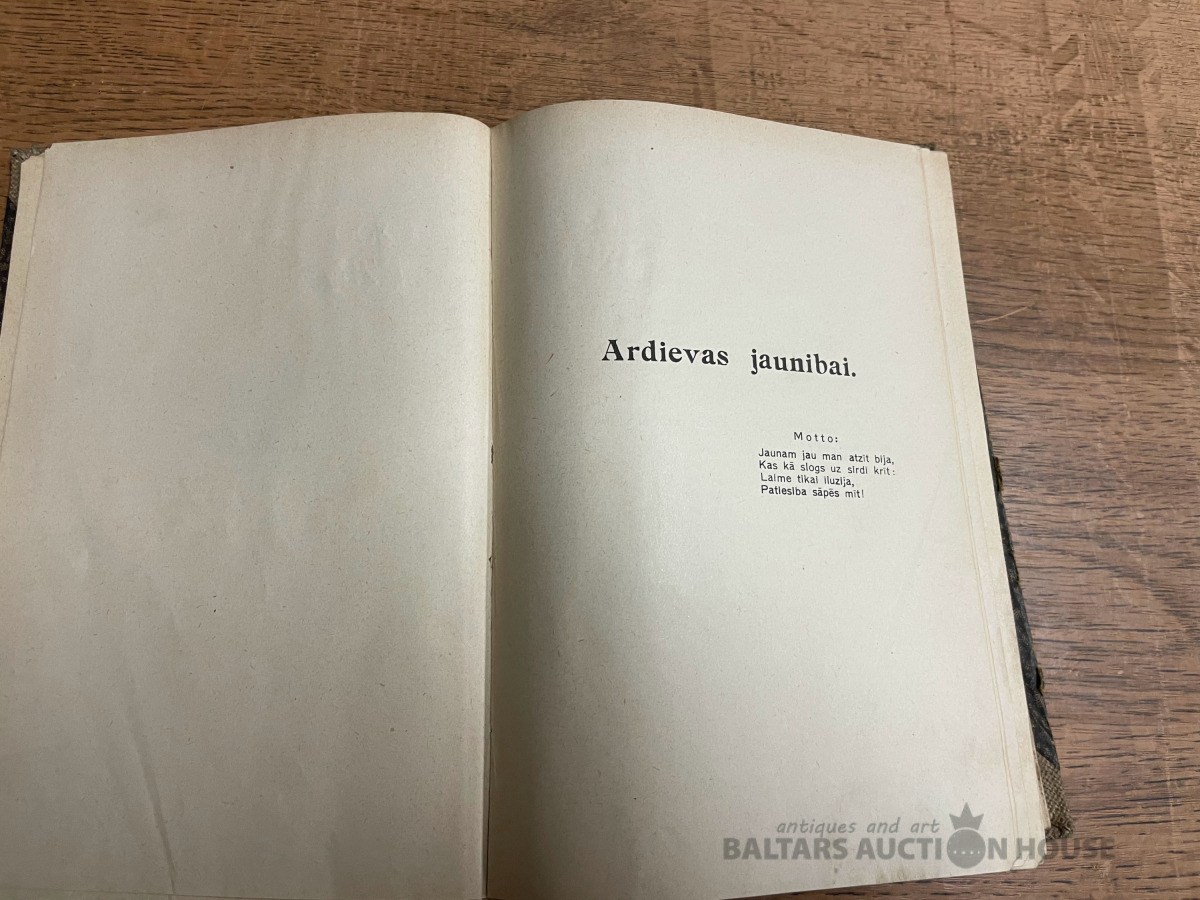 Ardievas jaunibai.
Motto:
Jaunam jau man atzit bija,
Kas kā slogs uz sirdi krit:
Laime tikai iluzija,
Patiesiba sāpēs mit!
antiques and art
BALTARS AUCTION HOUSE